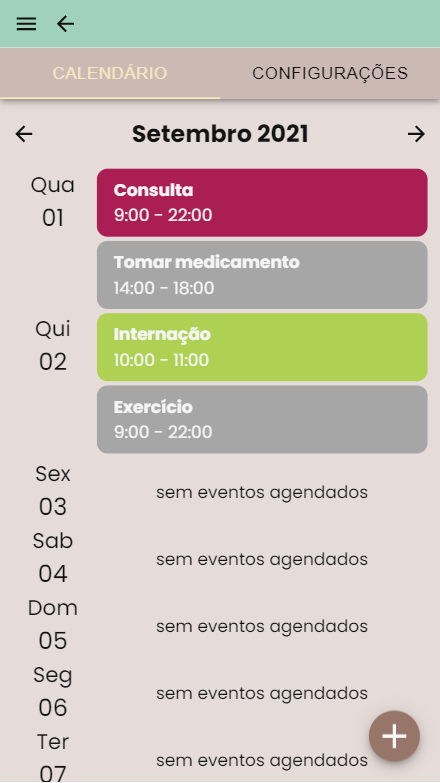 CALENDÁRIO CONFIGURAÇÕES
Setembro 2021
Qua
01
Consulta
9:00 - 22:00
Tomar medicamento
14:00 - 18:00
Qui
02
Internação
10:00 - 11:00
Exercício
9:00 - 22:00
Sex
03
sem eventos agendados
Sab
04
sem eventos agendados
Dom
05
sem eventos agendados
Seg
06
sem eventos agendados
Ter
07
sem eventos agendados